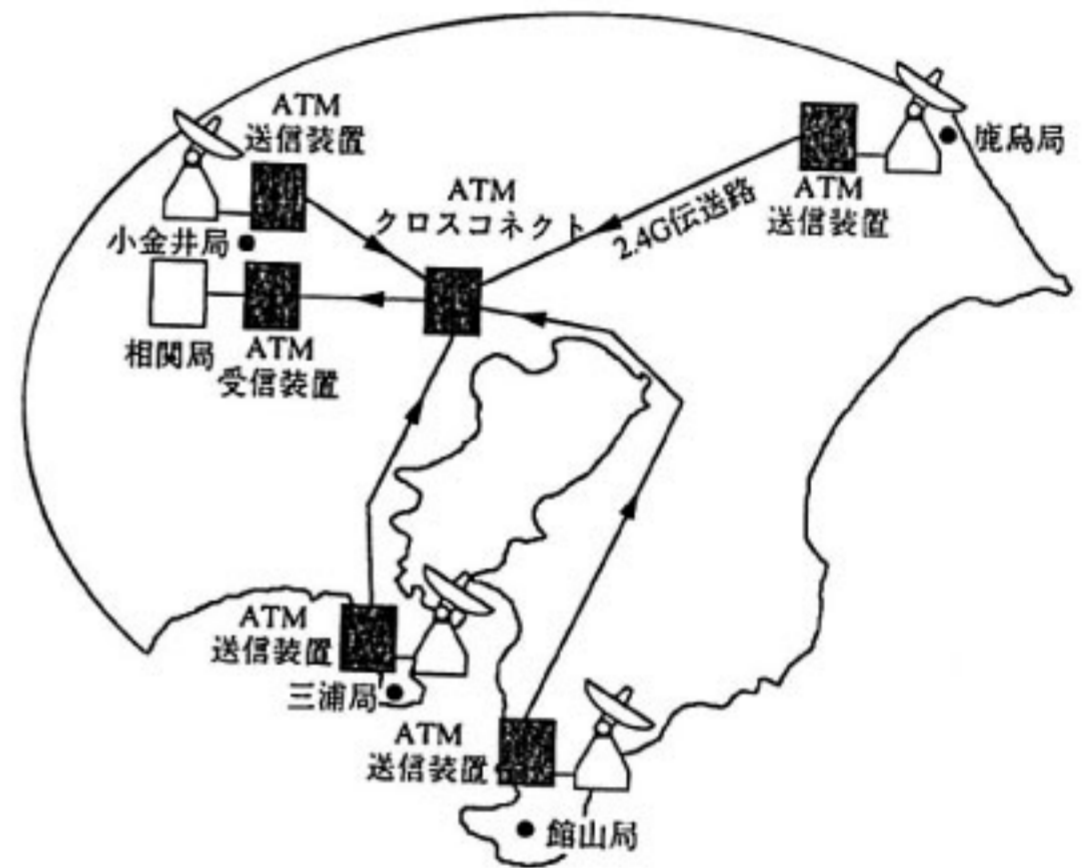 ATM
送信装置
小金井局
ATM
クロスコネクト
2.4G伝送路
ATM
送信装置
鹿島局
相関局
ATM
受信装置
ATM
送信装置
三浦局
ATM
送信装置
館山局